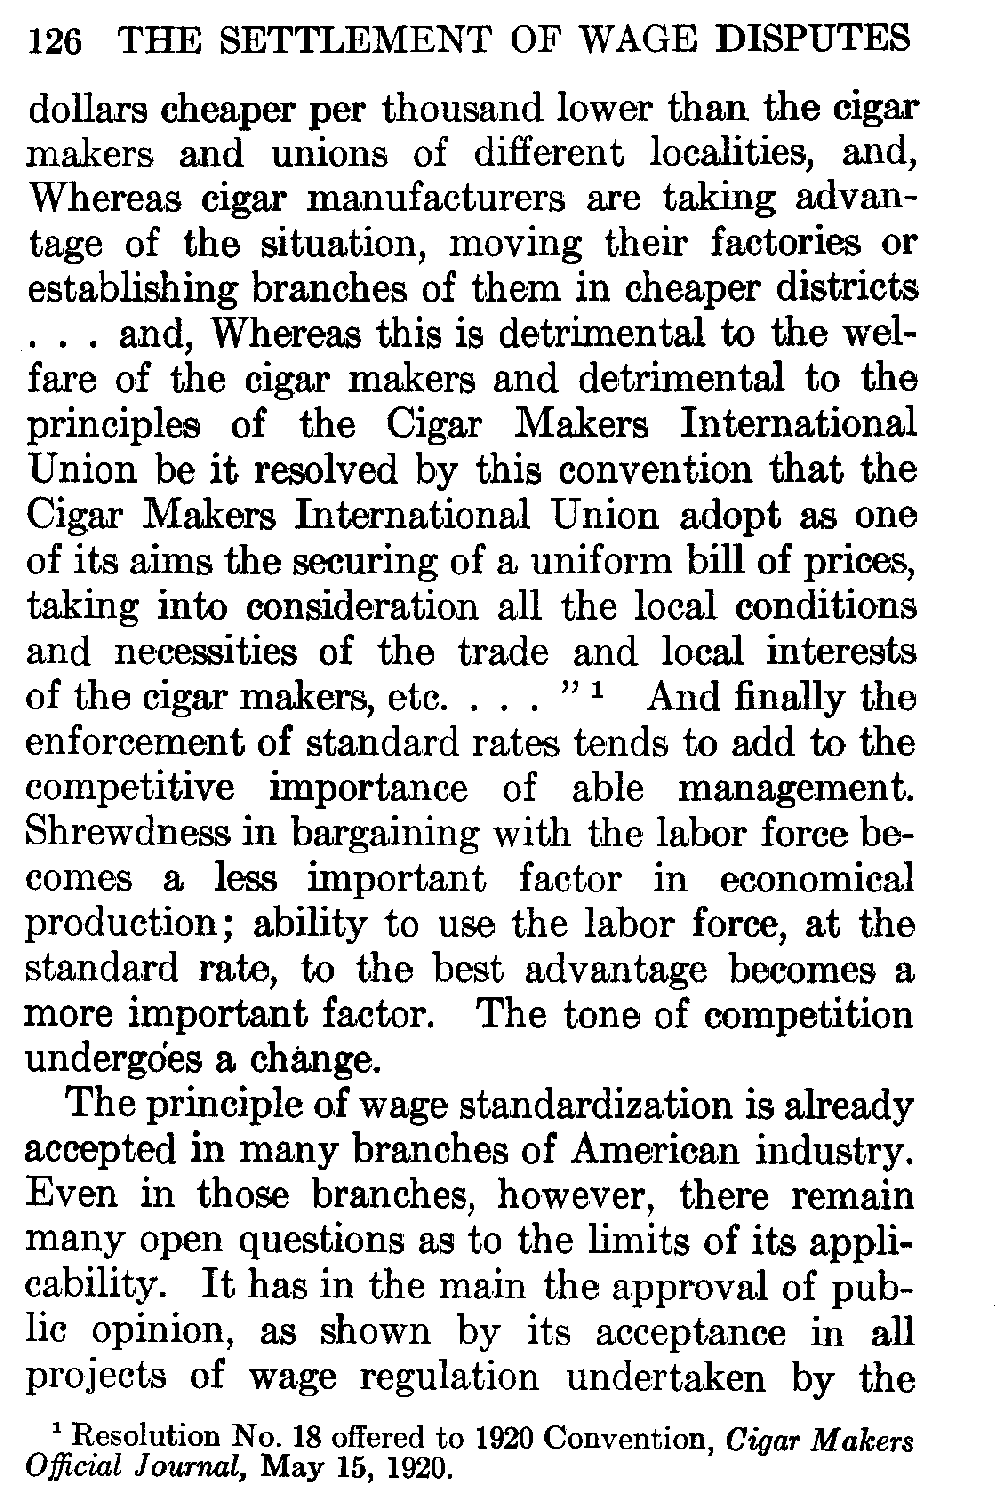 126 THE SETTLEMENT OF WAGE DISPUTES
dollars cheaper per thousand lower than the cigar
makers and unions of different localities, and,
Whereas cigar manufacturers are taking advan-
tage of the situation, moving their factories or
establishing branches of them in cheaper districts
. . . and, Whereas this is detrimental to the wel-
fare of the cigar makers and detrimental to the
principles of the Cigar Makers International
Union be it resolved by this convention that the
Cigar Makers International Union adopt as one
of its aims the securing of a uniform bill of prices,
taking into consideration all the local conditions
and necessities of the trade and local interests
of the cigar makers, etc. . . . ." ¹ And finally the
enforcement of standard rates tends to add to the
competitive importance of able management.
Shrewdness in bargaining with the labor force be-
comes a less important factor in economical
production; ability to use the labor force, at the
standard rate, to the best advantage becomes a
more important factor. The tone of competition
undergoes a change.
The principle of wage standardization is already
accepted in many branches of American industry.
Even in those branches, however, there remain
many open questions as to the limits of its appli-
cability. It has in the main the approval of pub-
lic opinion, as shown by its acceptance in all
projects of wage regulation undertaken by the
¹ Resolution No. 18 offered to 1920 Convention, Cigar Makers
Official Journal, May 15, 1920.